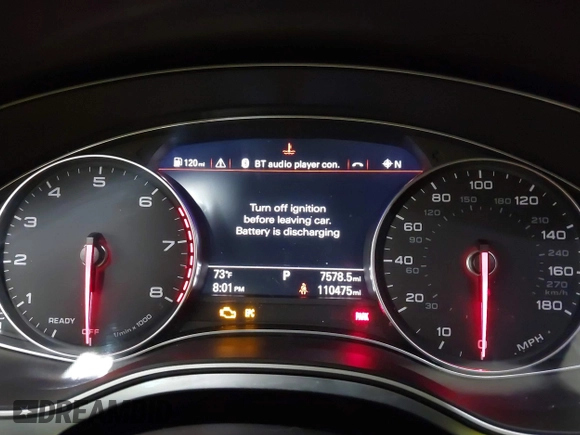 120mi BT audio player con. N
Turn off ignition
before leaving car.
Battery is discharging
73°F P 7578.5mi
8:01PM 110475mi
EPC PARK
1 2 3 4 5 6 7 8
READY OFF 1/min x 1000
0 10 20 40 60 80 100 120 140 160 180
30 60 90 120 150 180 210 240 270
km/h
MPH